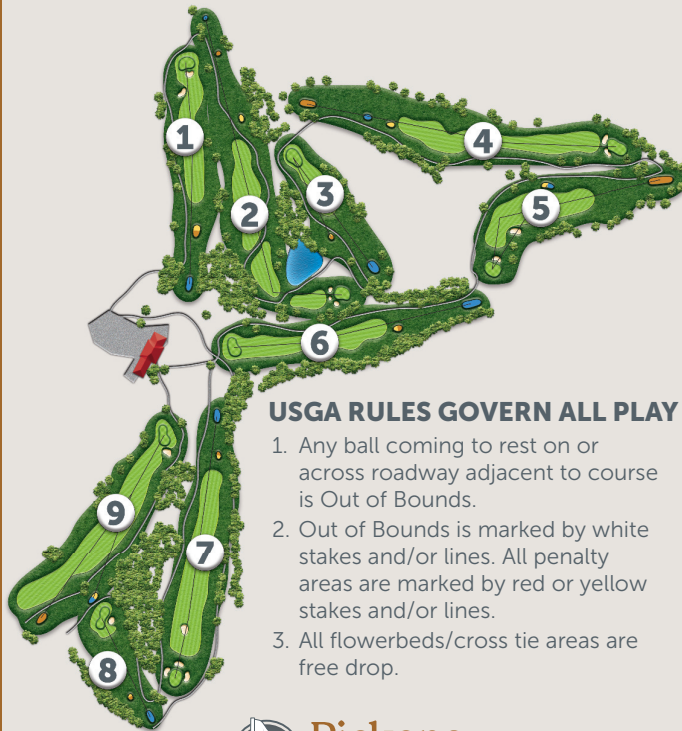 1
4
3
2
5
6
USGA RULES GOVERN ALL PLAY
1. Any ball coming to rest on or
across roadway adjacent to course
is Out of Bounds.
2. Out of Bounds is marked by white
stakes and/or lines. All penalty
areas are marked by red or yellow
stakes and/or lines.
3. All flowerbeds/cross tie areas are
free drop.
9
7
8